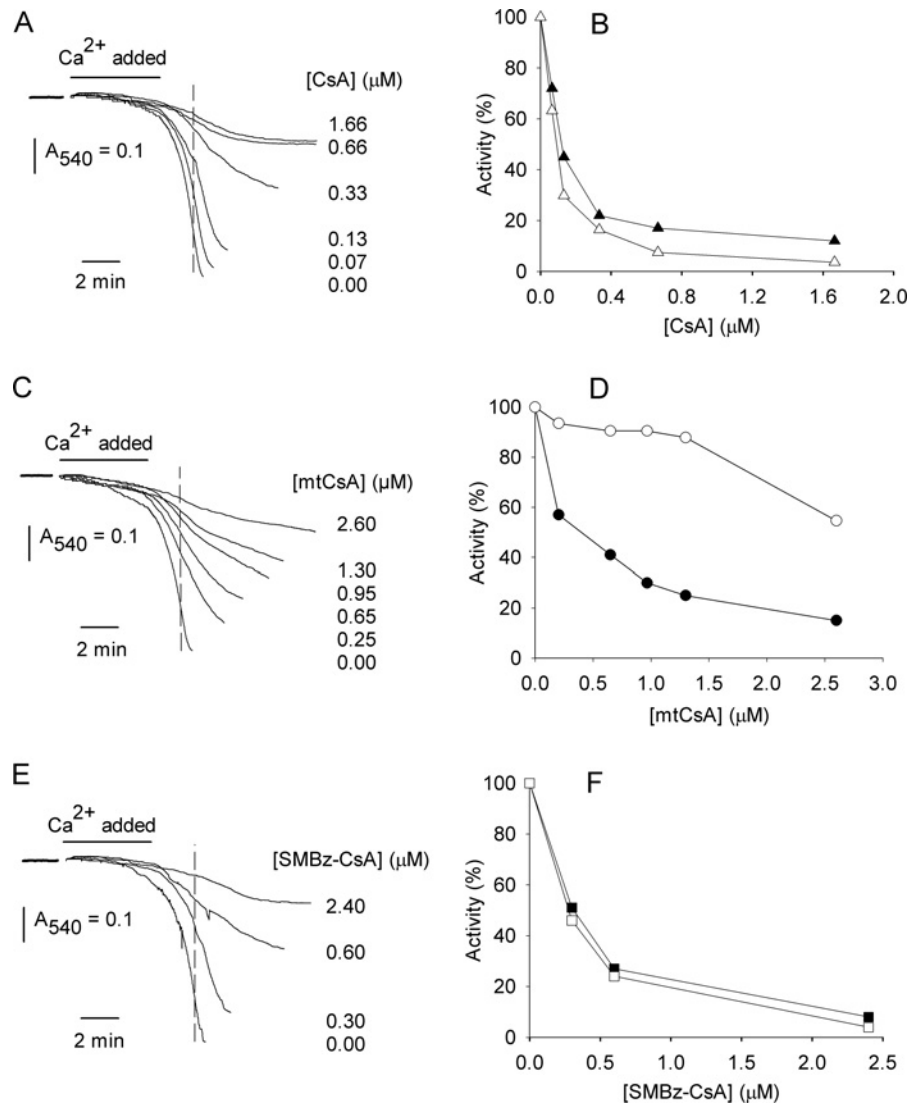 A
Ca2+ added
[CsA] (μM)
1.66
0.66
A540 = 0.1
0.33
0.13
0.07
0.00
2 min
B
Activity (%)
100
80
60
40
20
0
0.0 0.4 0.8 1.2 1.6 2.0
[CsA] (μM)
C
Ca2+ added
[mtCsA] (μM)
2.60
A540 = 0.1
1.30
0.95
0.65
0.25
0.00
2 min
D
Activity (%)
100
80
60
40
20
0
0.0 0.5 1.0 1.5 2.0 2.5 3.0
[mtCsA] (μM)
E
Ca2+ added
[SMBz-CsA] (μM)
2.40
A540 = 0.1
0.60
0.30
0.00
2 min
F
Activity (%)
100
80
60
40
20
0
0.0 0.5 1.0 1.5 2.0 2.5
[SMBz-CsA] (μM)